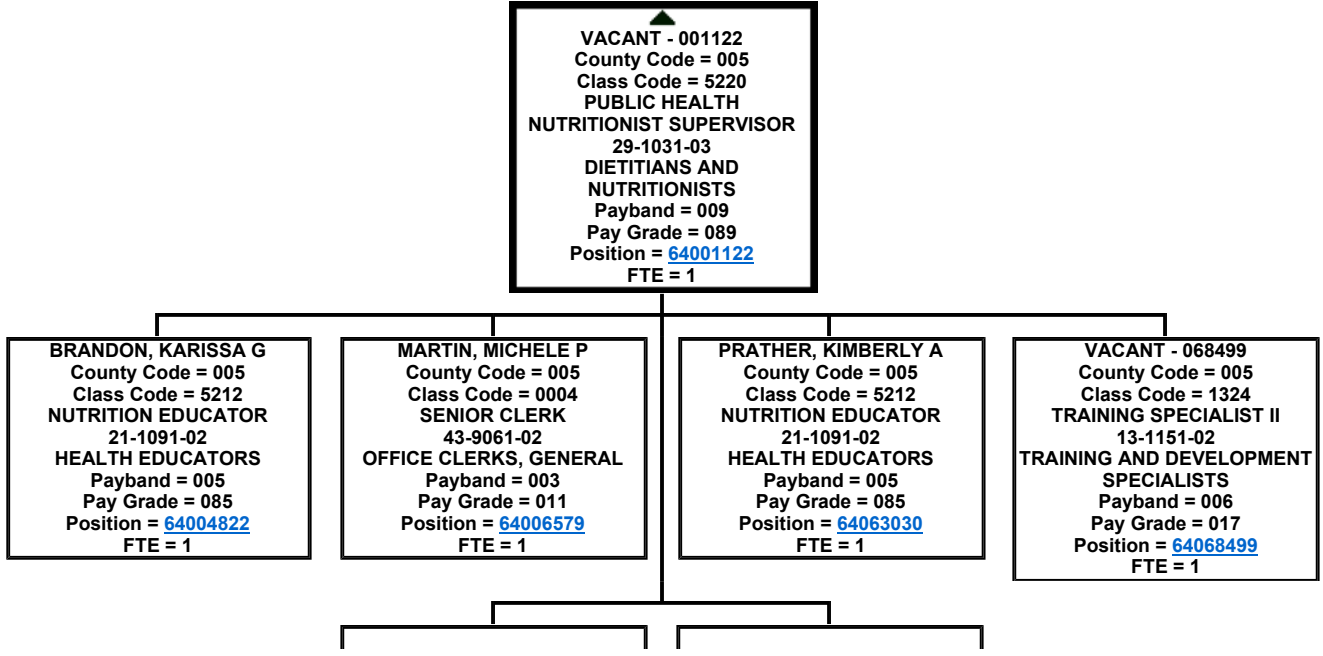 VACANT - 001122
County Code = 005
Class Code = 5220
PUBLIC HEALTH
NUTRITIONIST SUPERVISOR
29-1031-03
DIETITIANS AND
NUTRITIONISTS
Payband = 009
Pay Grade = 089
Position = 64001122
FTE = 1
BRANDON, KARISSA G
County Code = 005
Class Code = 5212
NUTRITION EDUCATOR
21-1091-02
HEALTH EDUCATORS
Payband = 005
Pay Grade = 085
Position = 64004822
FTE = 1
MARTIN, MICHELE P
County Code = 005
Class Code = 0004
SENIOR CLERK
43-9061-02
OFFICE CLERKS, GENERAL
Payband = 003
Pay Grade = 011
Position = 64006579
FTE = 1
PRATHER, KIMBERLY A
County Code = 005
Class Code = 5212
NUTRITION EDUCATOR
21-1091-02
HEALTH EDUCATORS
Payband = 005
Pay Grade = 085
Position = 64063030
FTE = 1
VACANT - 068499
County Code = 005
Class Code = 1324
TRAINING SPECIALIST II
13-1151-02
TRAINING AND DEVELOPMENT
SPECIALISTS
Payband = 006
Pay Grade = 017
Position = 64068499
FTE = 1